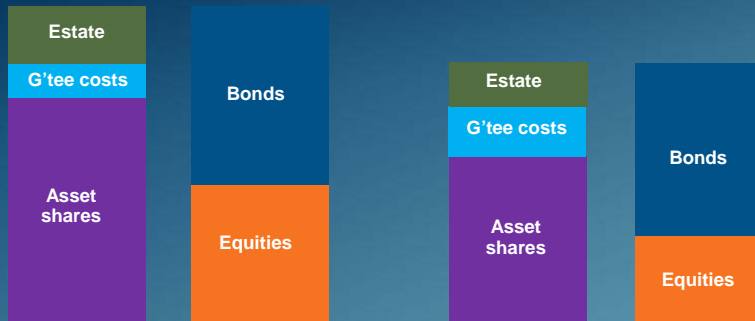 Estate
G'tee costs
Asset
shares
Bonds
Equities
Estate
G'tee costs
Asset
shares
Bonds
Equities